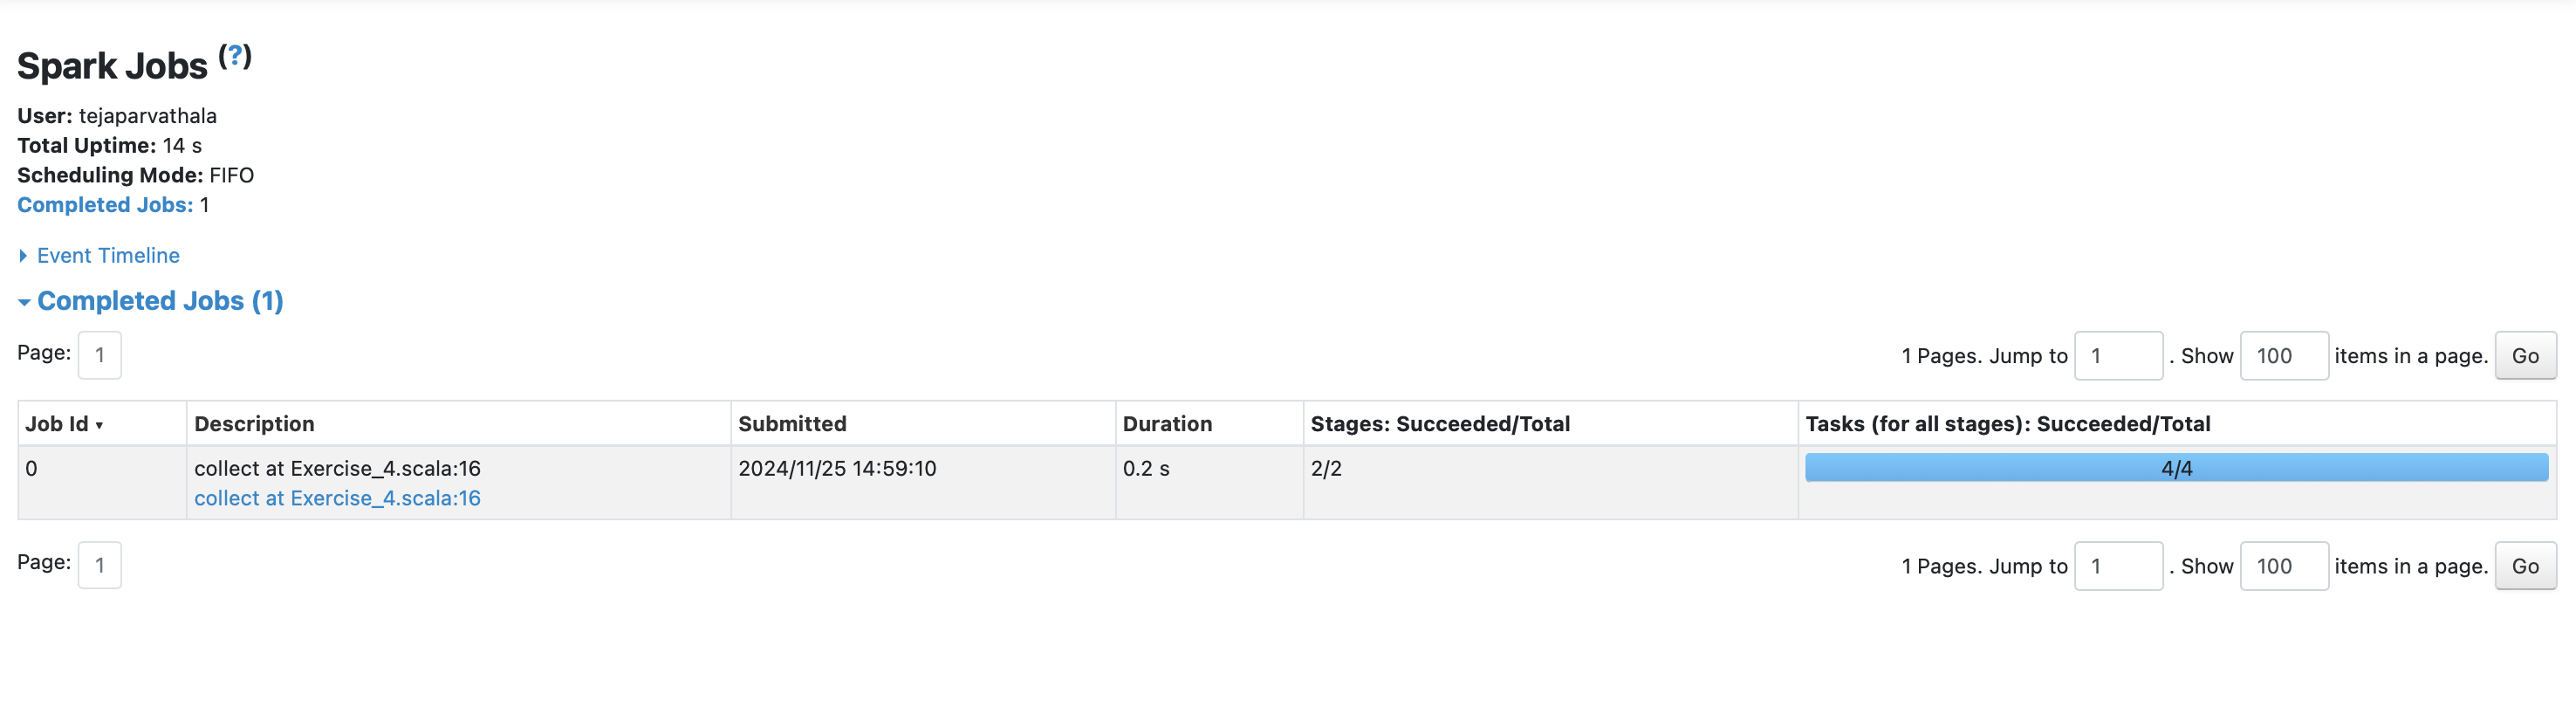 Spark Jobs (?)
User: tejaparvathala
Total Uptime: 14 s
Scheduling Mode: FIFO
Completed Jobs: 1
Event Timeline
Completed Jobs (1)
Page: 1 1 Pages. Jump to 1 . Show 100 items in a page. Go
Job Id ▾ Description Submitted Duration Stages: Succeeded/Total Tasks (for all stages): Succeeded/Total
0 collect at Exercise_4.scala:16 2024/11/25 14:59:10 0.2 s 2/2 4/4
collect at Exercise_4.scala:16
Page: 1 1 Pages. Jump to 1 . Show 100 items in a page. Go